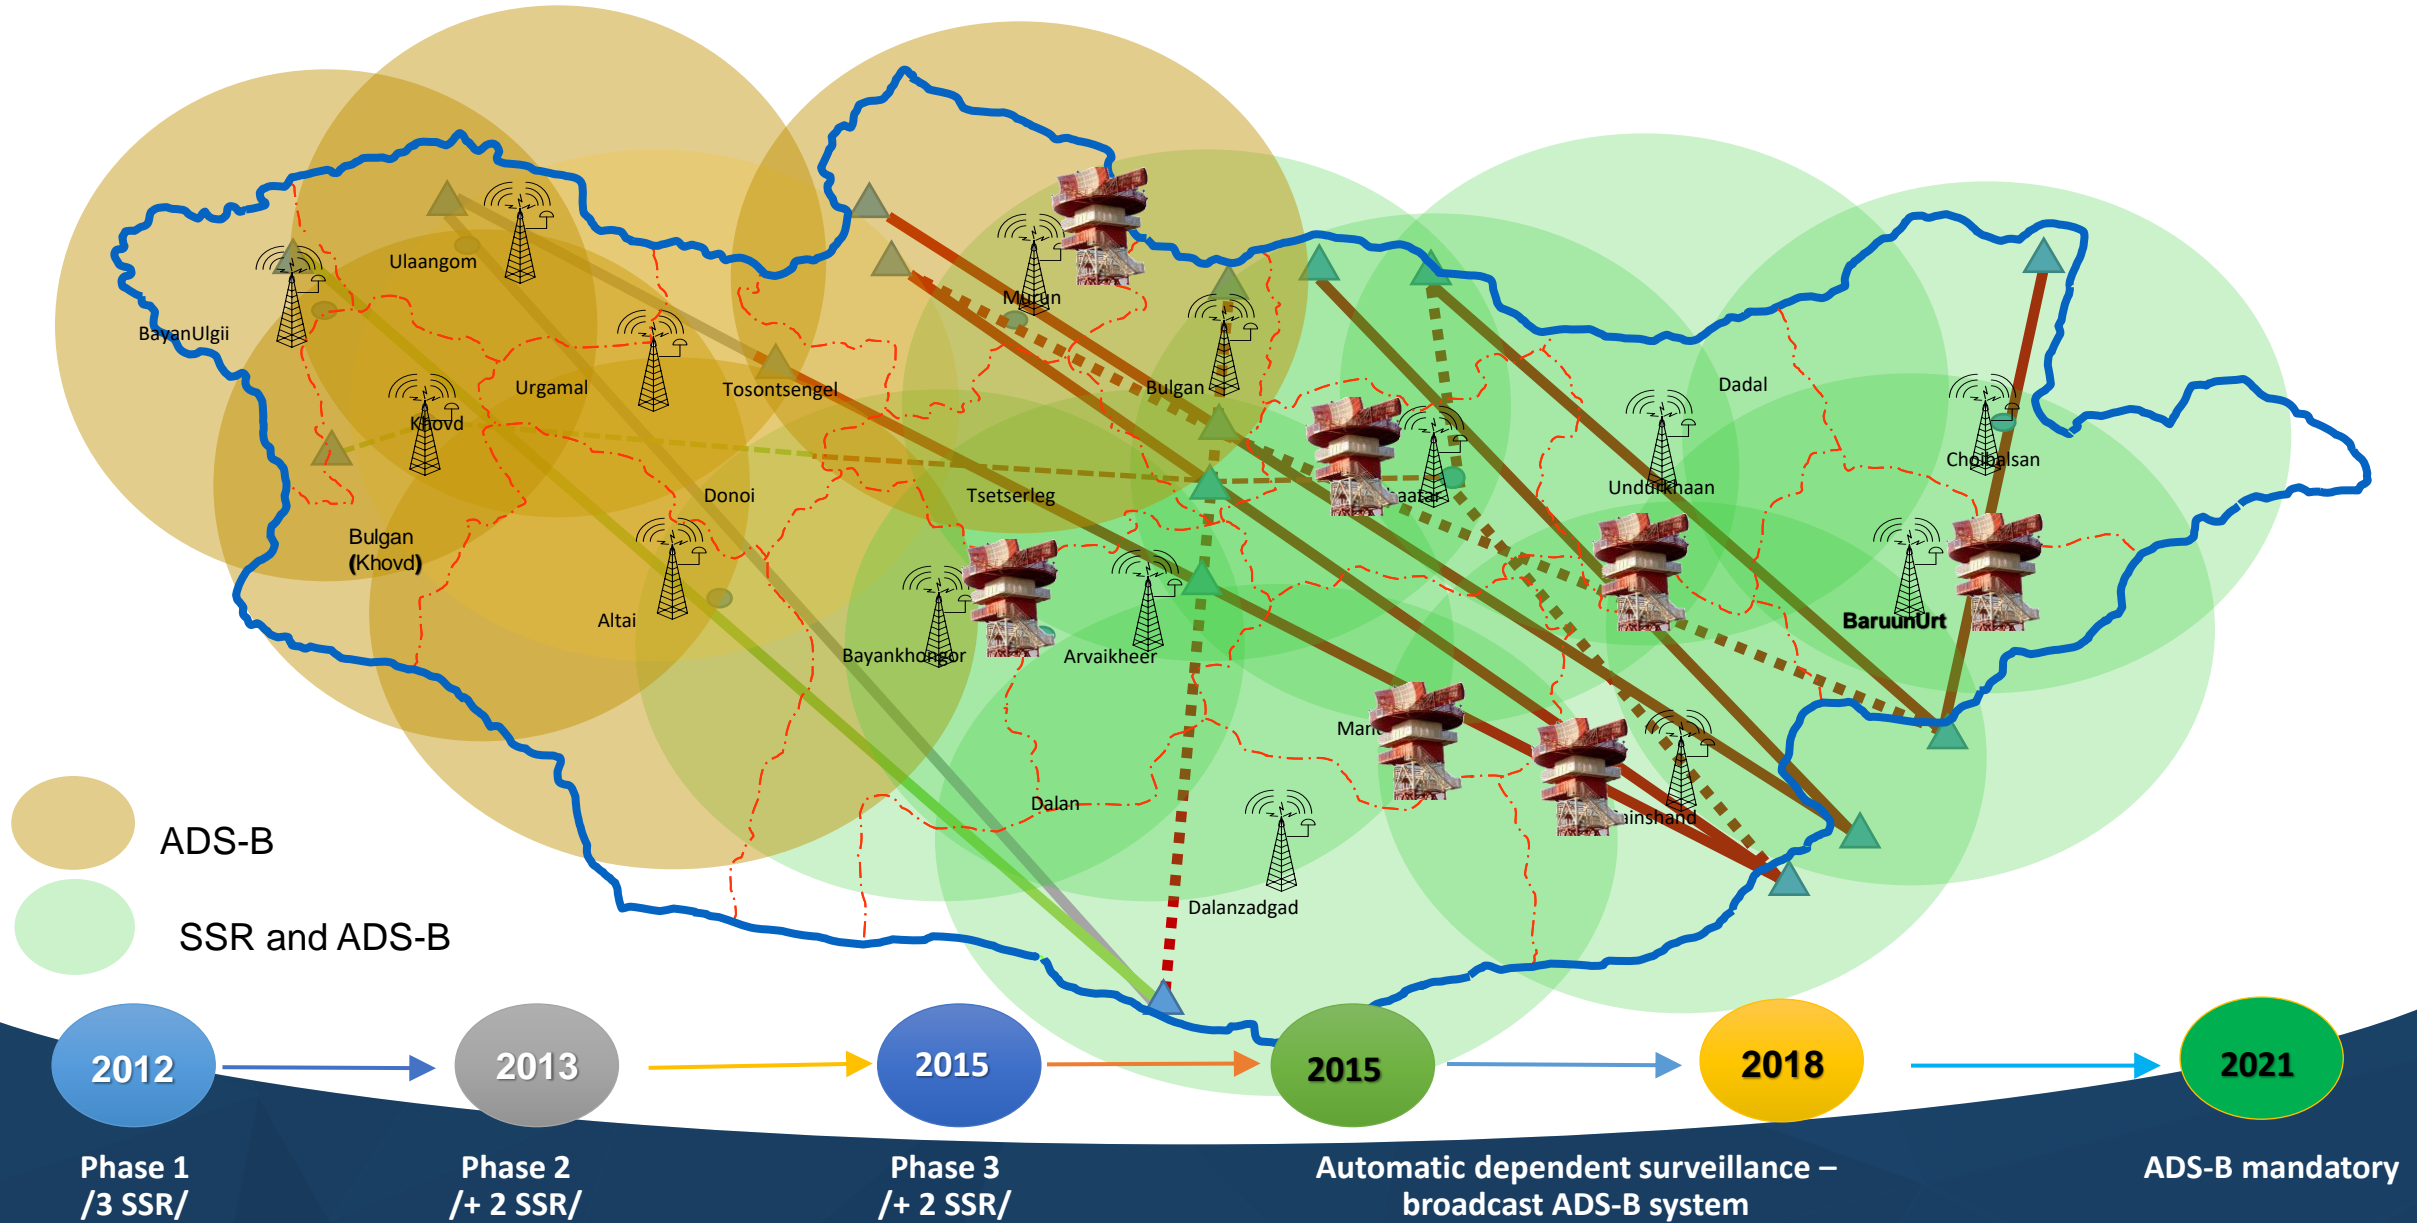 Ulaangom
BayanUlgii
Murun
Urgamal
Tosontsengel
Bulgan
Dadal
Khovd
Choibalsan
Donoi
Tsetserleg
Undurkhaan
Bulgan
(Khovd)
Altai
BaruunUrt
Bayankhongor
Arvaikheer
Dalan
ADS-B
Dalanzadgad
SSR and ADS-B
2012
2013
2015
2015
2018
2021
Phase 1
/3 SSR/
Phase 2
/+ 2 SSR/
Phase 3
/+ 2 SSR/
Automatic dependent surveillance –
broadcast ADS-B system
ADS-B mandatory